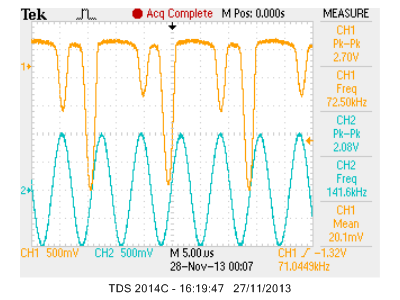 Tek Acq Complete M Pos: 0.000s MEASURE
CH1
Pk-Pk
2.70V
CH1
Freq
72.50kHz
CH2
Pk-Pk
2.08V
CH2
Freq
141.6kHz
CH1
Mean
20.1mV
1
2
CH1 500mV CH2 500mV M 5.00us CH1 -1.32V
28-Nov-13 00:07 71.0449kHz
TDS 2014C - 16:19:47 27/11/2013